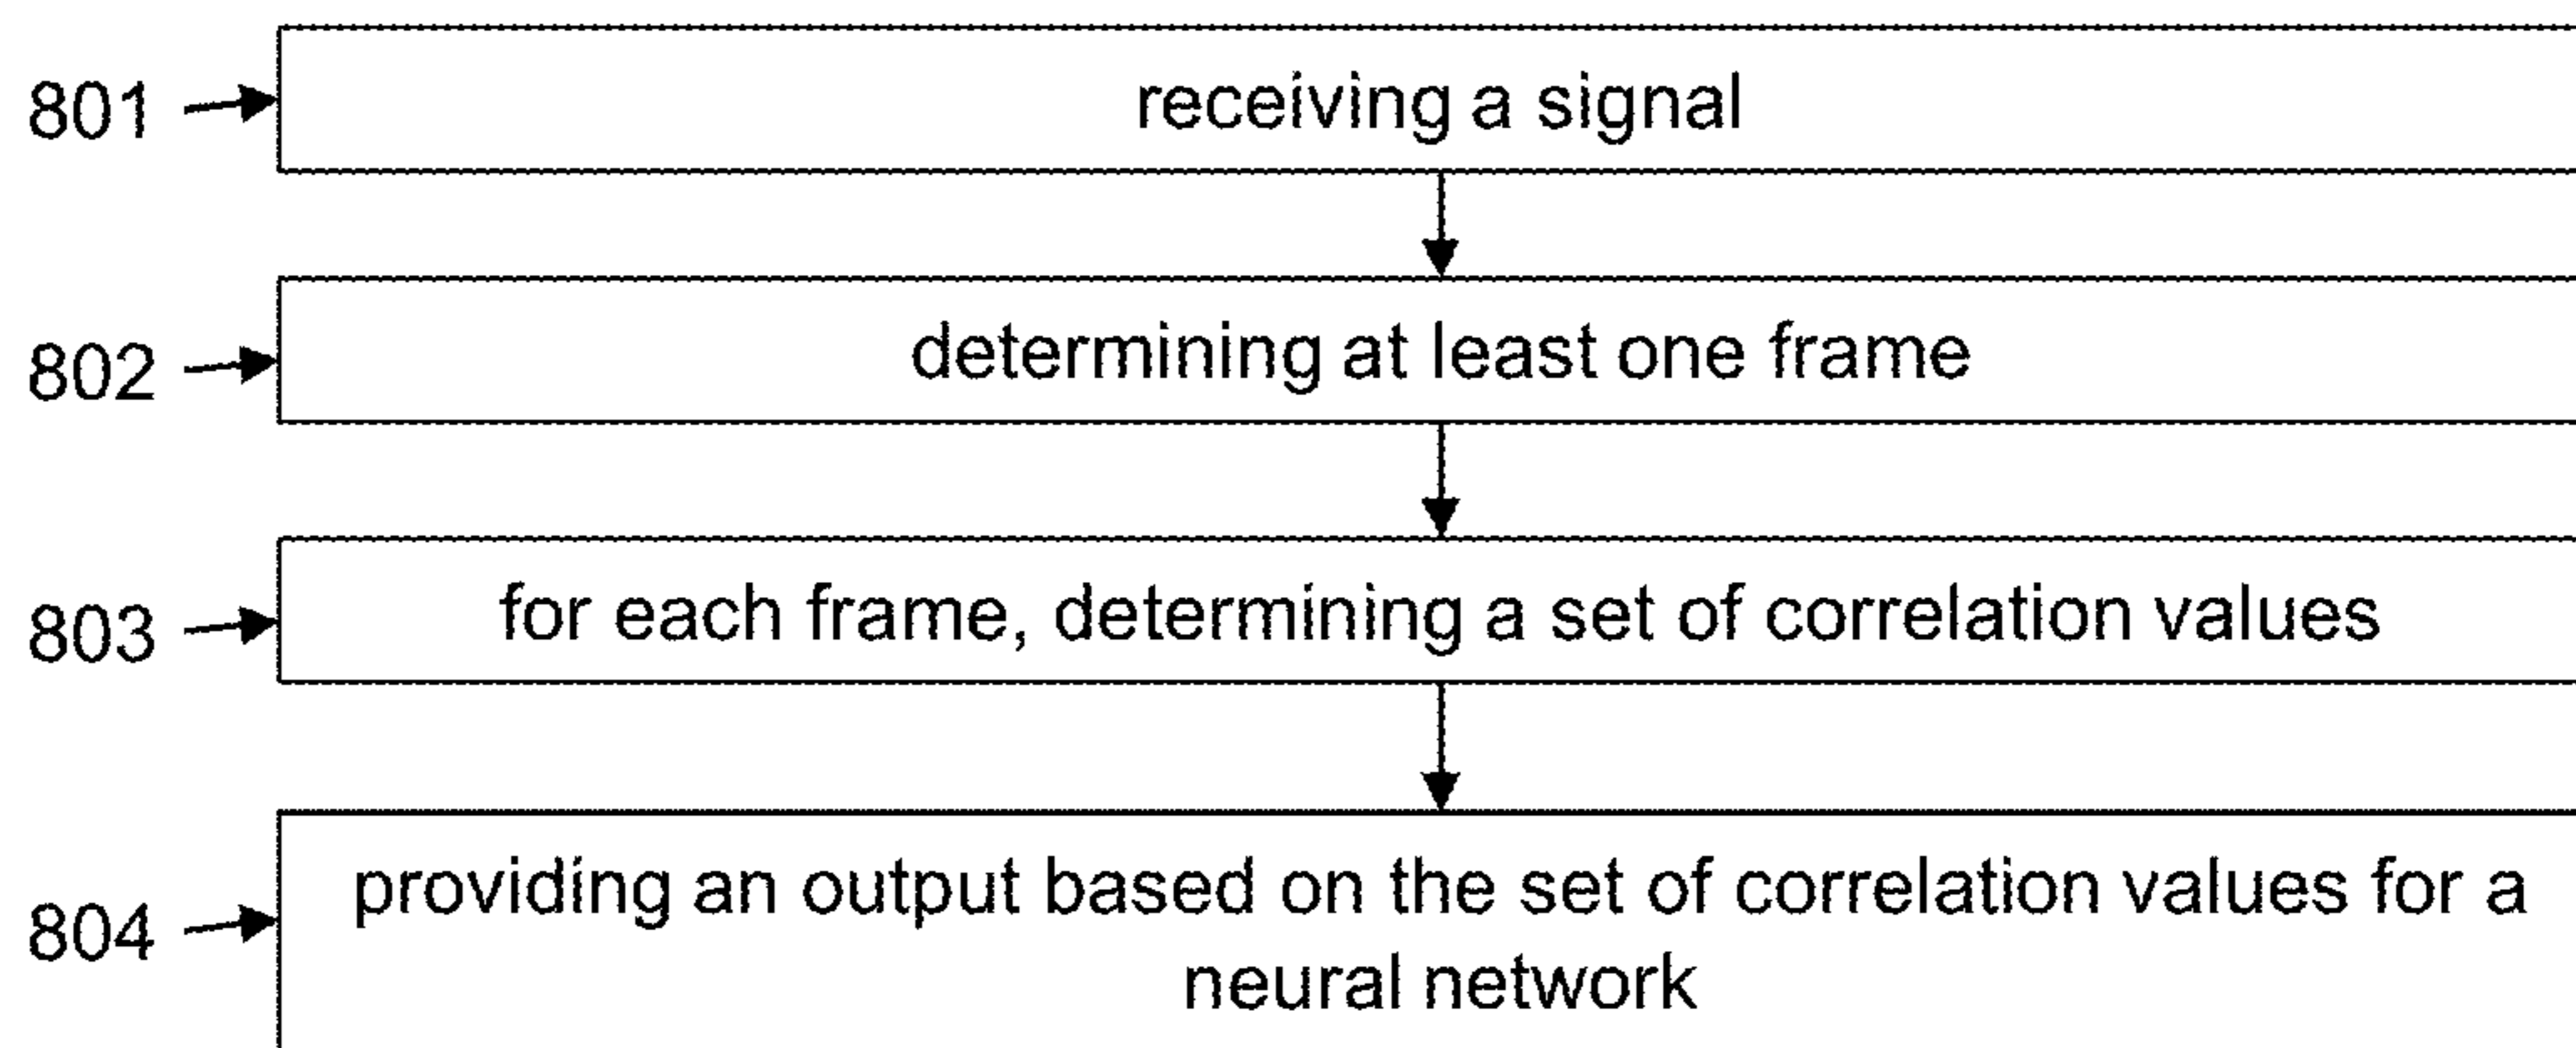 801 receiving a signal
802 determining at least one frame
803 for each frame, determining a set of correlation values
804 providing an output based on the set of correlation values for a
neural network